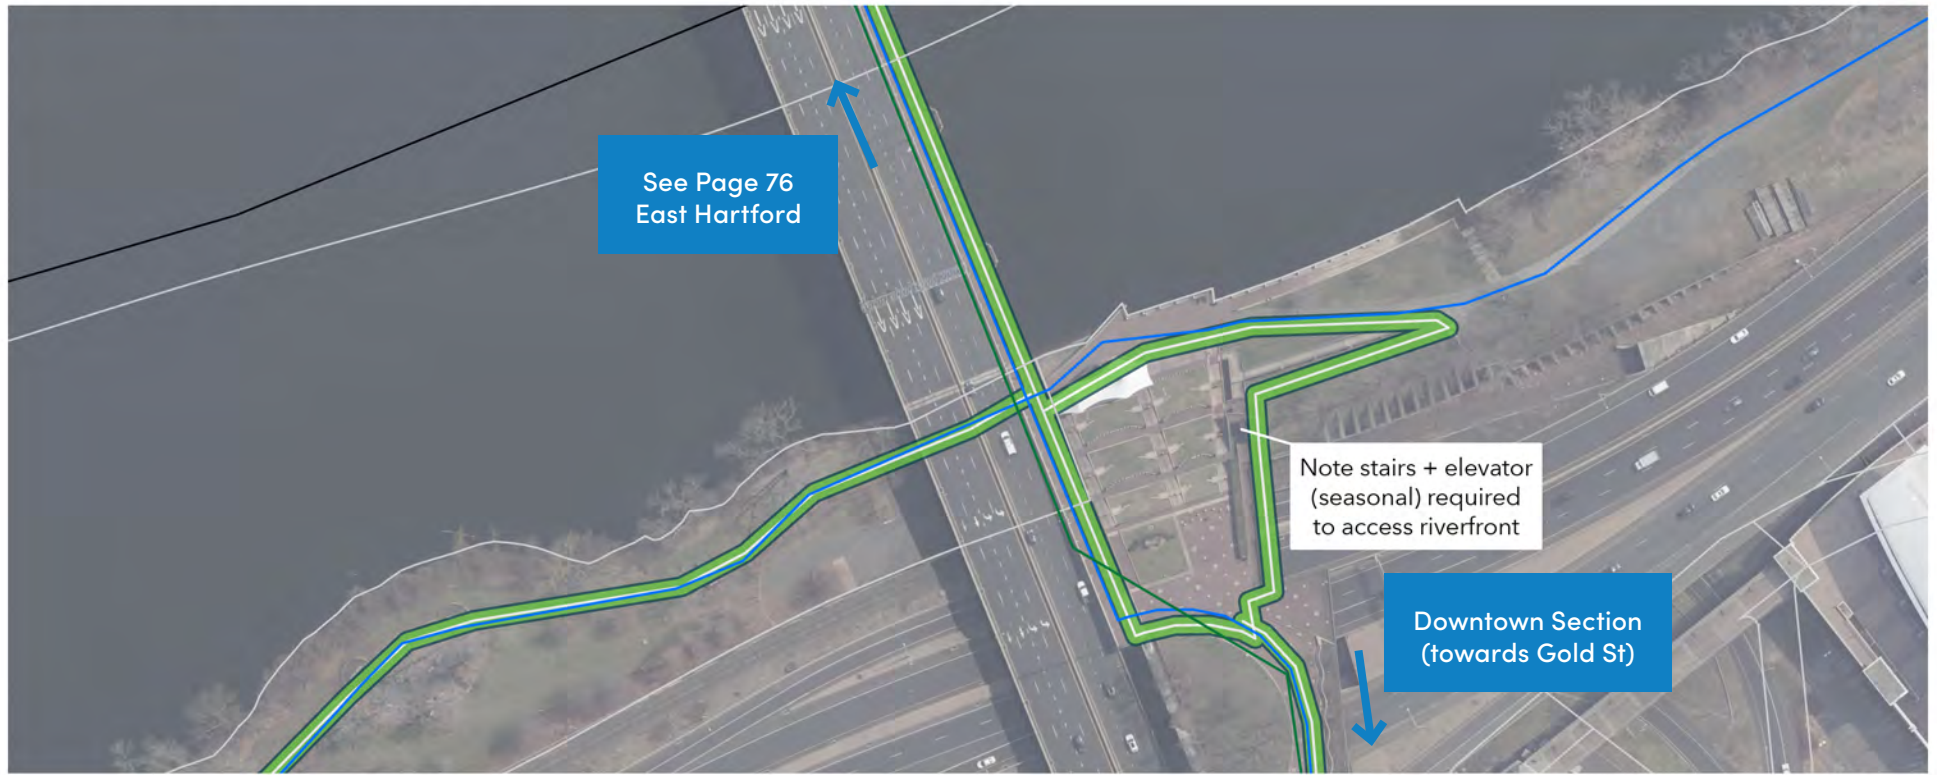 See Page 76
East Hartford
Note stairs + elevator
(seasonal) required
to access riverfront
Downtown Section
(towards Gold St)